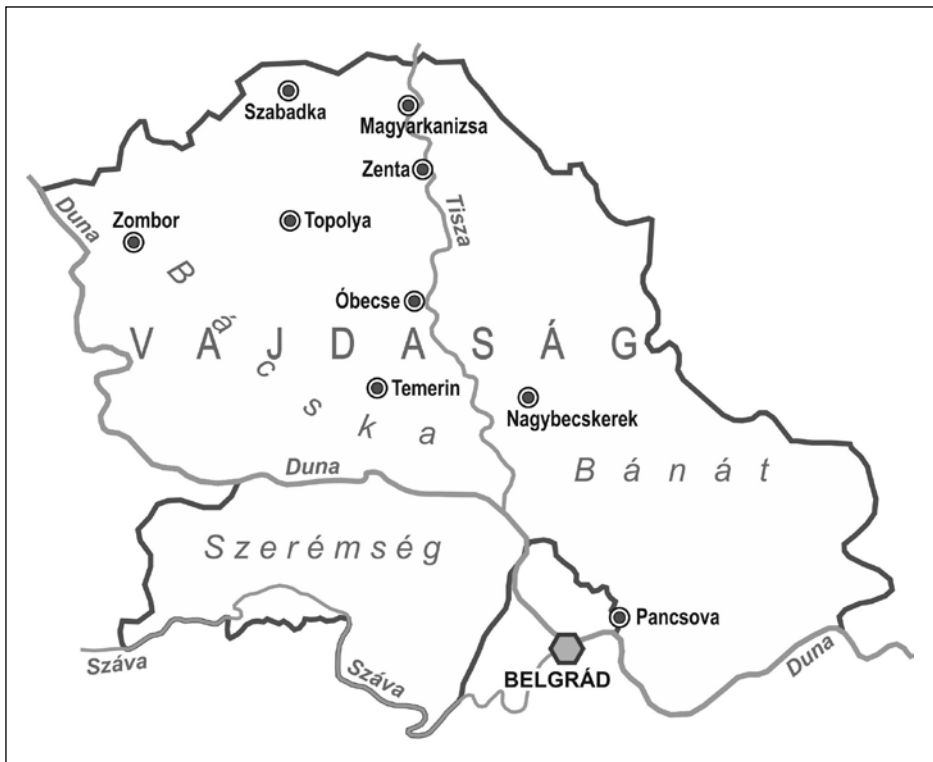 Szabadka
Magyarkanizsa
Zenta
Duna
Zombor
Topolya
Tisza
Bácska
Óbecse
VAJDASÁG
Temerin
Nagybecskerek
Duna
Bánát
Szerémség
Pancsova
Száva
Száva
BELGRÁD
Duna